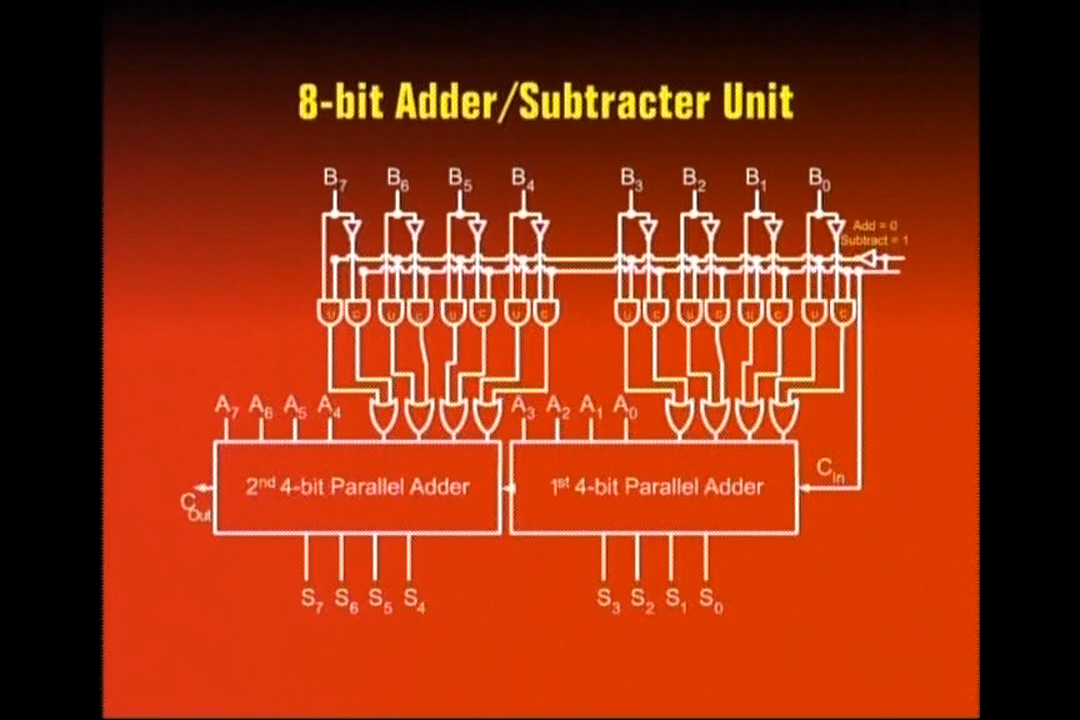 8-bit Adder/Subtracter Unit
B7 B6 B5 B4 B3 B2 B1 B0
Add = 0
Subtract = 1
U C U C U C U C U C U C U C U C
A7 A6 A5 A4 A3 A2 A1 A0
2nd 4-bit Parallel Adder 1st 4-bit Parallel Adder CIn
COut
S7 S6 S5 S4 S3 S2 S1 S0